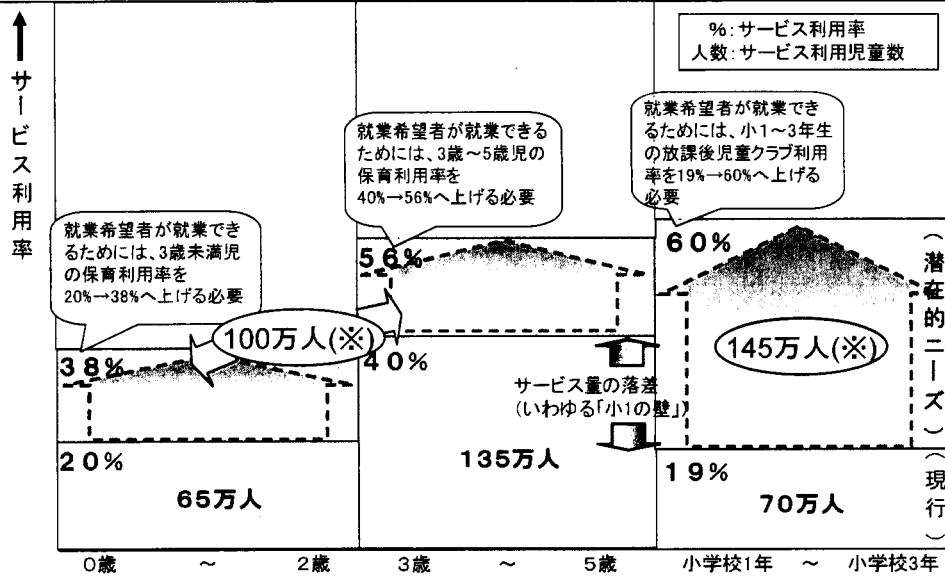 %:サービス利用率
人数:サービス利用児童数
サービス利用率
就業希望者が就業でき
るためには、3歳未満児
の保育利用率を
20%→38%へ上げる必要
就業希望者が就業できる
ためには、3歳~5歳児の
保育利用率を
40%→56%へ上げる必要
就業希望者が就業でき
るためには、小1~3年生
の放課後児童クラブ利用
率を19%→60%へ上げる
必要
38%
56%
60%
100万人(※)
145万人(※)
40%
サービス量の落差
(いわゆる「小1の壁」)
20%
65万人
135万人
19%
70万人
(潜在的ニーズ)
(現行)
0歳 ~ 2歳
3歳 ~ 5歳
小学校1年 ~ 小学校3年